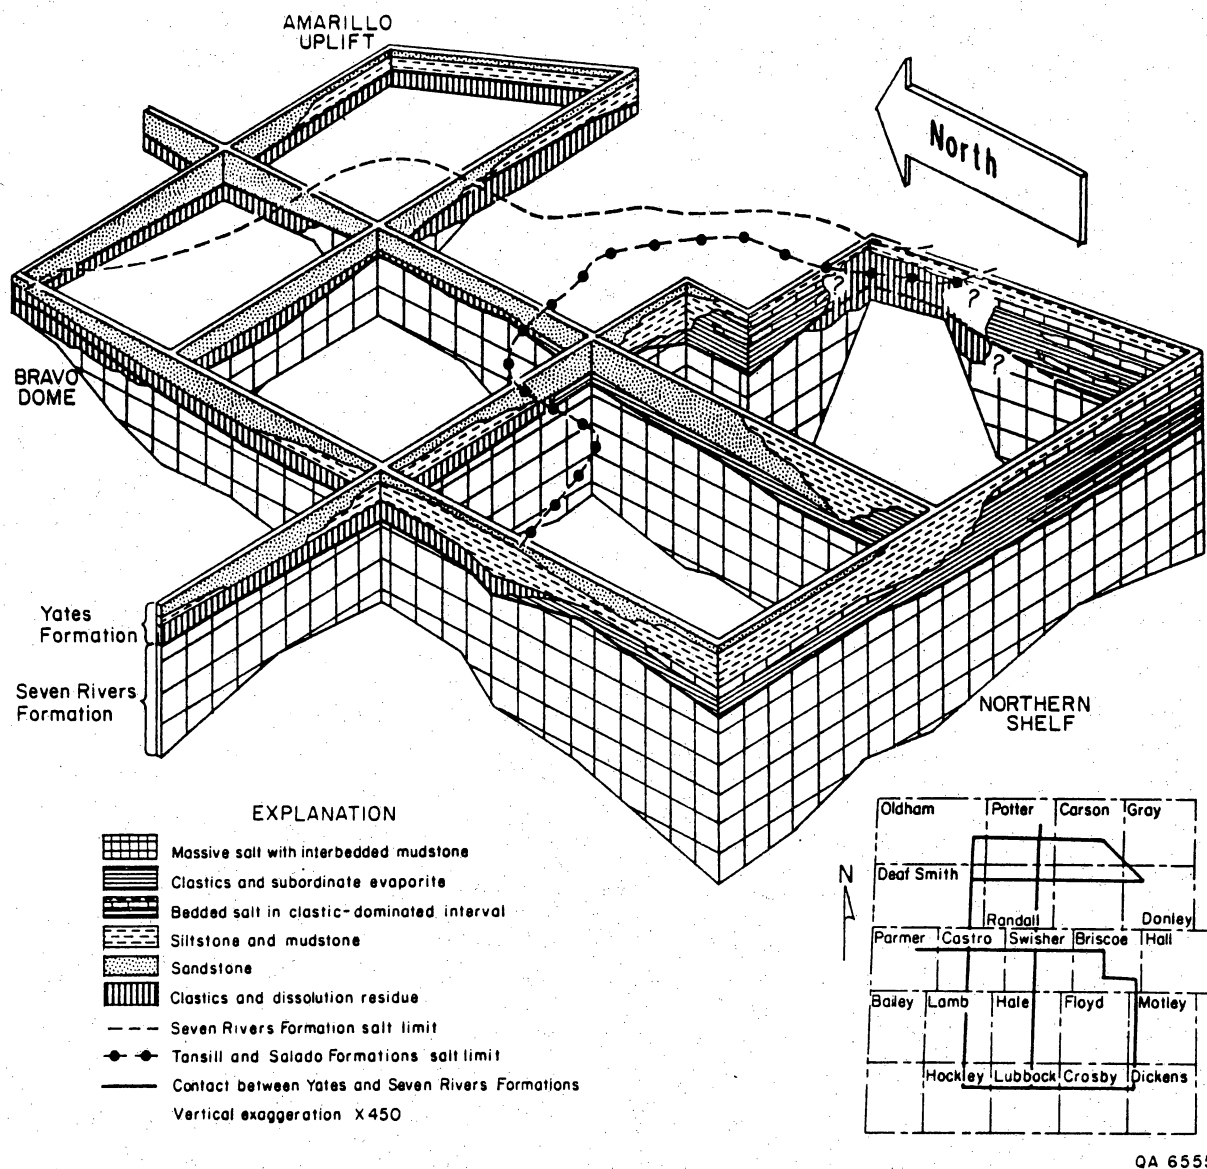 AMARILLO
UPLIFT
North
BRAVO
DOME
?
?
?
Yates
Formation
Seven Rivers
Formation
NORTHERN
SHELF
EXPLANATION
Massive salt with interbedded mudstone
Clastics and subordinate evaporite
Bedded salt in clastic-dominated interval
Siltstone and mudstone
Sandstone
Clastics and dissolution residue
Seven Rivers Formation salt limit
Tansill and Salado Formations salt limit
Contact between Yates and Seven Rivers Formations
Vertical exaggeration X450
N
Oldham Potter Carson Gray
Deaf Smith Randall Donley
Parmer Castro Swisher Briscoe Hall
Bailey Lamb Hale Floyd Motley
Hockley Lubbock Crosby Dickens
QA 6555